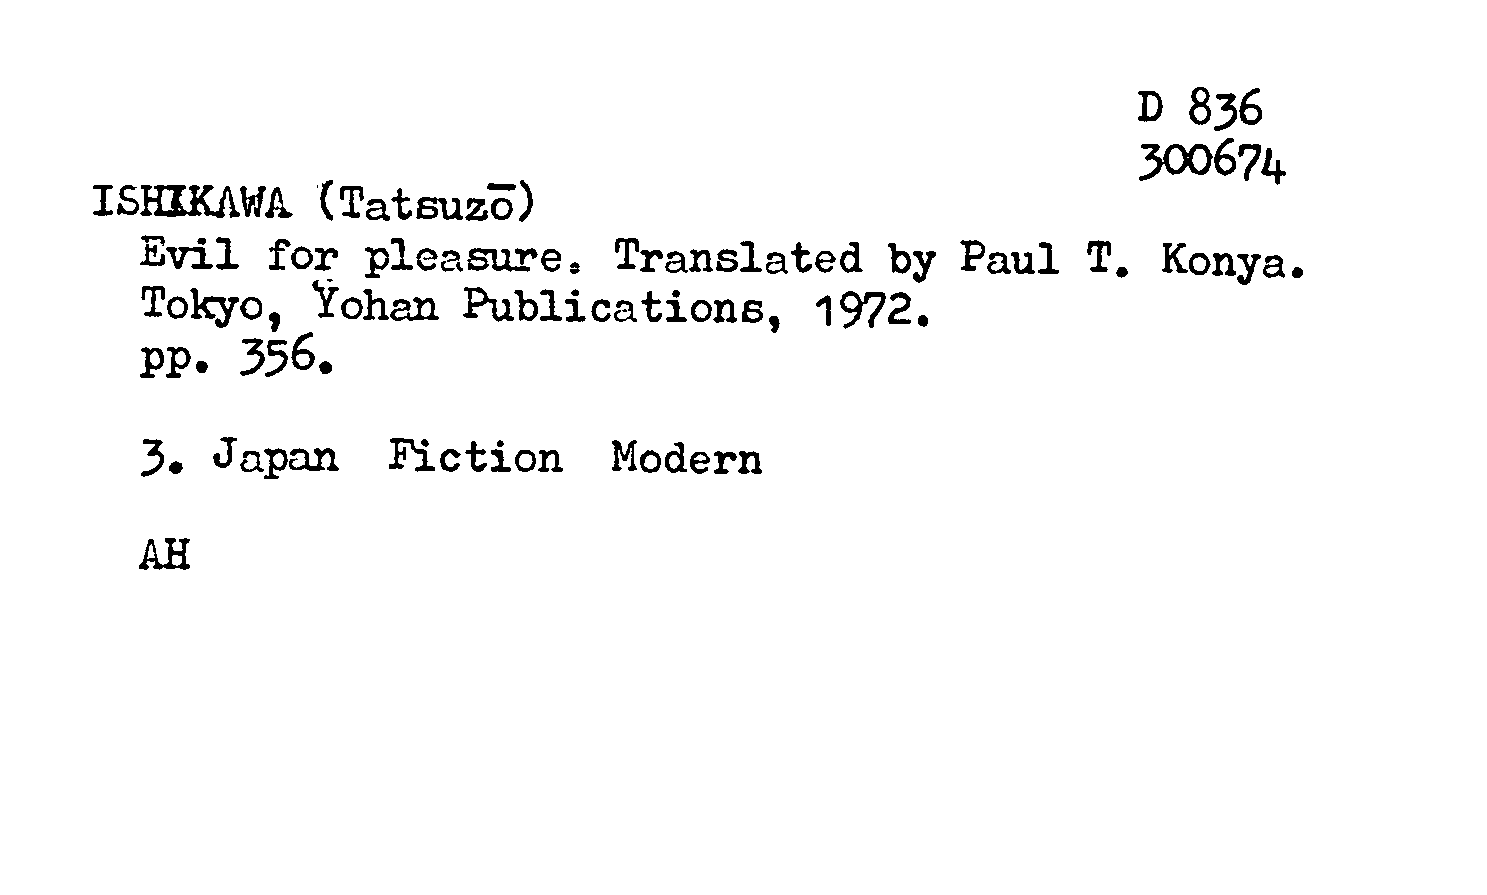 D 836
300674
ISHIKAWA (Tatsuzō)
Evil for pleasure. Translated by Paul T. Konya.
Tokyo, Yohan Publications, 1972.
pp. 356.
3. Japan Fiction Modern
AH